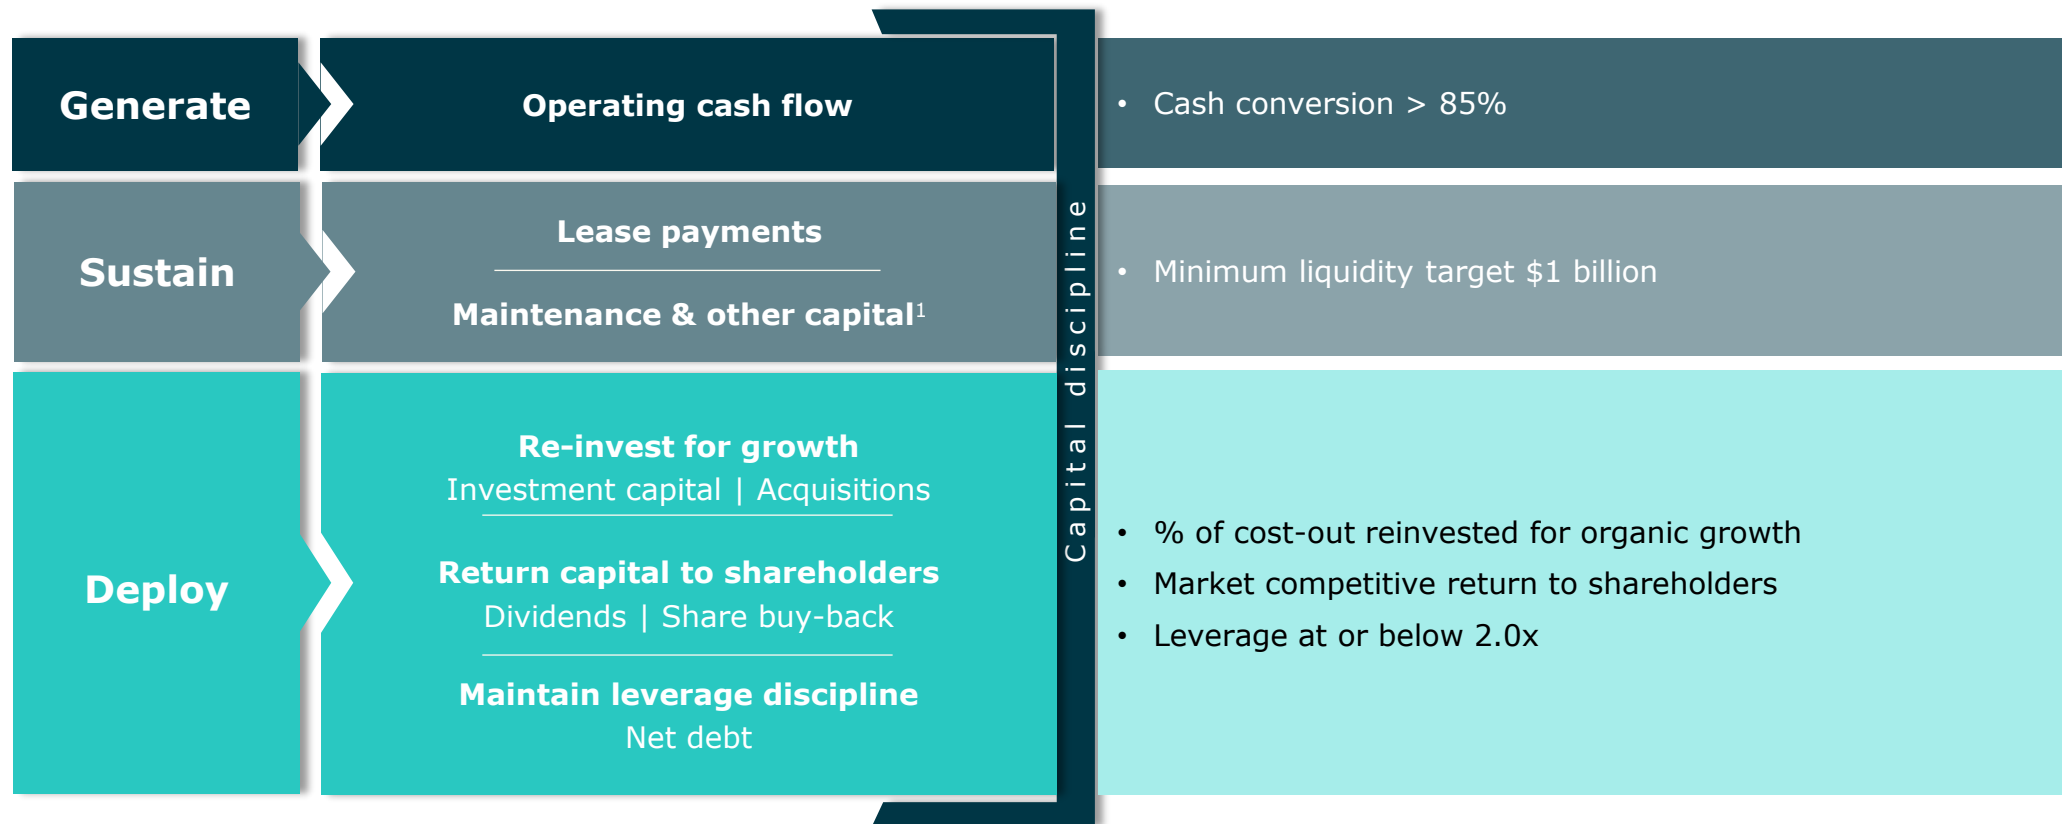 Generate
Operating cash flow
• Cash conversion > 85%
Sustain
Lease payments
Maintenance & other capital¹
• Minimum liquidity target $1 billion
Deploy
Re-invest for growth
Investment capital | Acquisitions
Return capital to shareholders
Dividends | Share buy-back
Maintain leverage discipline
Net debt
Capital discipline
• % of cost-out reinvested for organic growth
• Market competitive return to shareholders
• Leverage at or below 2.0x